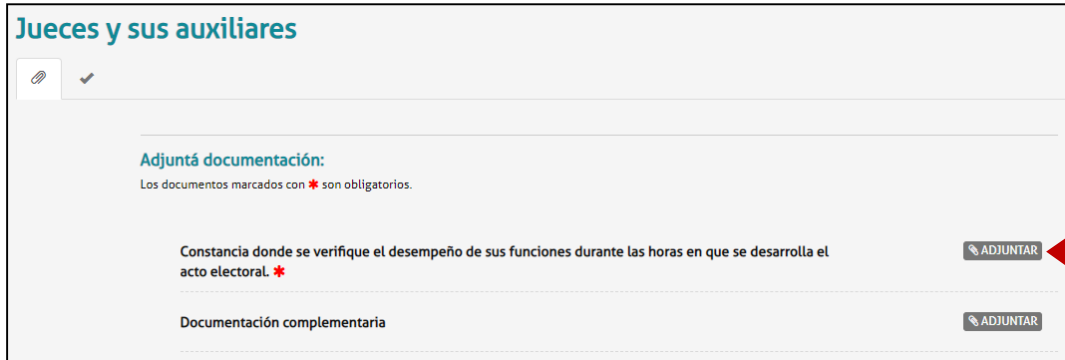 Jueces y sus auxiliares
Adjuntá documentación:
Los documentos marcados con ✱ son obligatorios.
Constancia donde se verifique el desempeño de sus funciones durante las horas en que se desarrolla el
acto electoral. ✱
ADJUNTAR
Documentación complementaria
ADJUNTAR